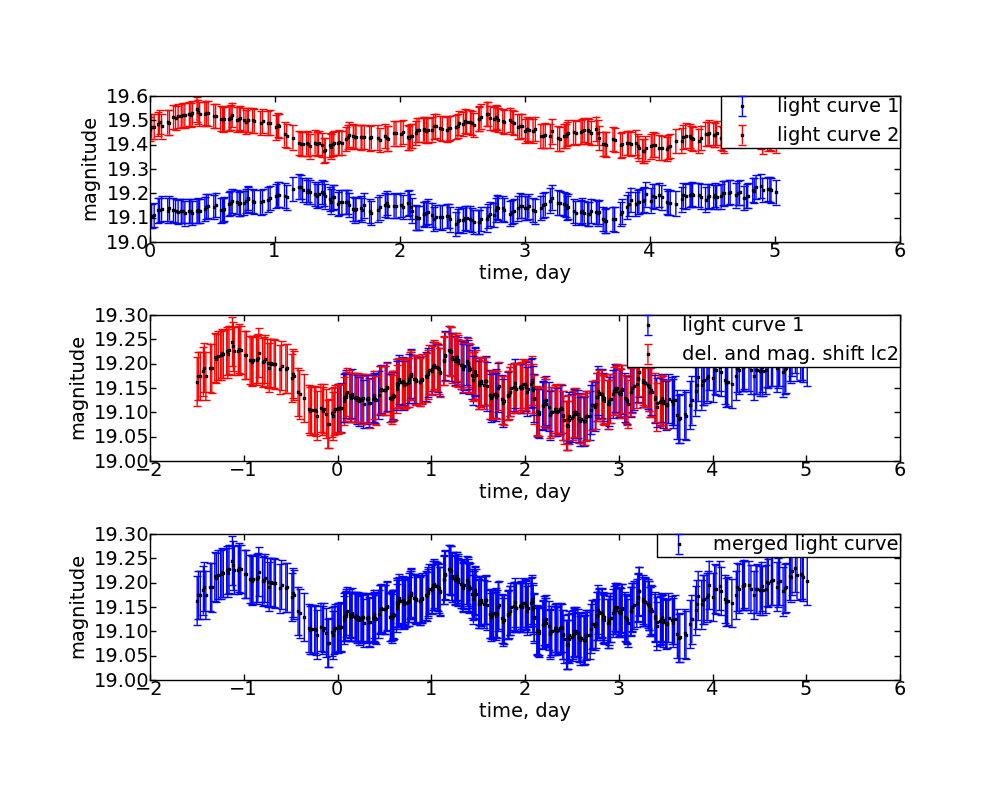 19.6
19.5
19.4
19.3
19.2
19.1
19.0
magnitude
light curve 1
light curve 2
0 1 2 3 4 5 6
time, day
19.30
19.25
19.20
19.15
19.10
19.05
19.00
magnitude
light curve 1
del. and mag. shift lc2
−2 −1 0 1 2 3 4 5 6
time, day
19.30
19.25
19.20
19.15
19.10
19.05
19.00
magnitude
merged light curve
−2 −1 0 1 2 3 4 5 6
time, day